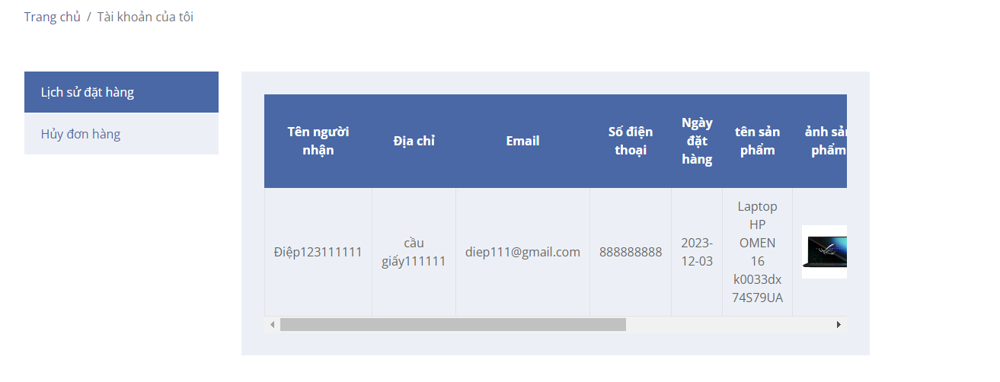 Trang chủ / Tài khoản của tôi
Lịch sử đặt hàng
Hủy đơn hàng
Tên người
nhận
Địa chỉ
Email
Số điện
thoại
Ngày
đặt
hàng
tên sản
phẩm
ảnh sản
phẩm
Điệp123111111
cầu
giấy111111
diep111@gmail.com
888888888
2023-
12-03
Laptop
HP
OMEN
16
k0033dx
74S79UA